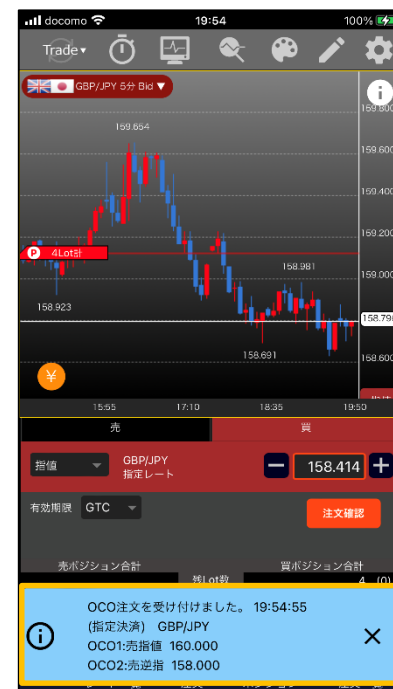 docomo 19:54 100%
Trade▼
GBP/JPY 5分 Bid ▼
159.800
159.654
159.600
159.400
159.200
P 4Lot計
158.981
159.000
158.923
158.796
158.691
158.600
¥
15:55 17:10 18:35 19:50
売 買
指値 GBP/JPY 158.414
指定レート
有効期限 GTC 注文確認
売ポジション合計 買ポジション合計
残Lot数 4 (0)
OCO注文を受け付けました。 19:54:55
(指定決済) GBP/JPY
OCO1:売指値 160.000
OCO2:売逆指 158.000